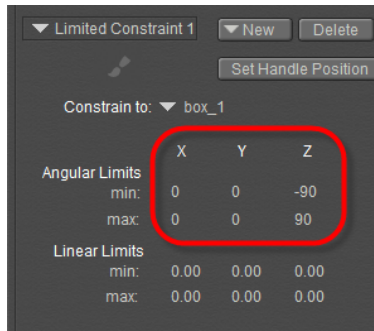 Limited Constraint 1 New Delete
Set Handle Position
Constrain to: box_1
X Y Z
Angular Limits
min: 0 0 -90
max: 0 0 90
Linear Limits
min: 0.00 0.00 0.00
max: 0.00 0.00 0.00